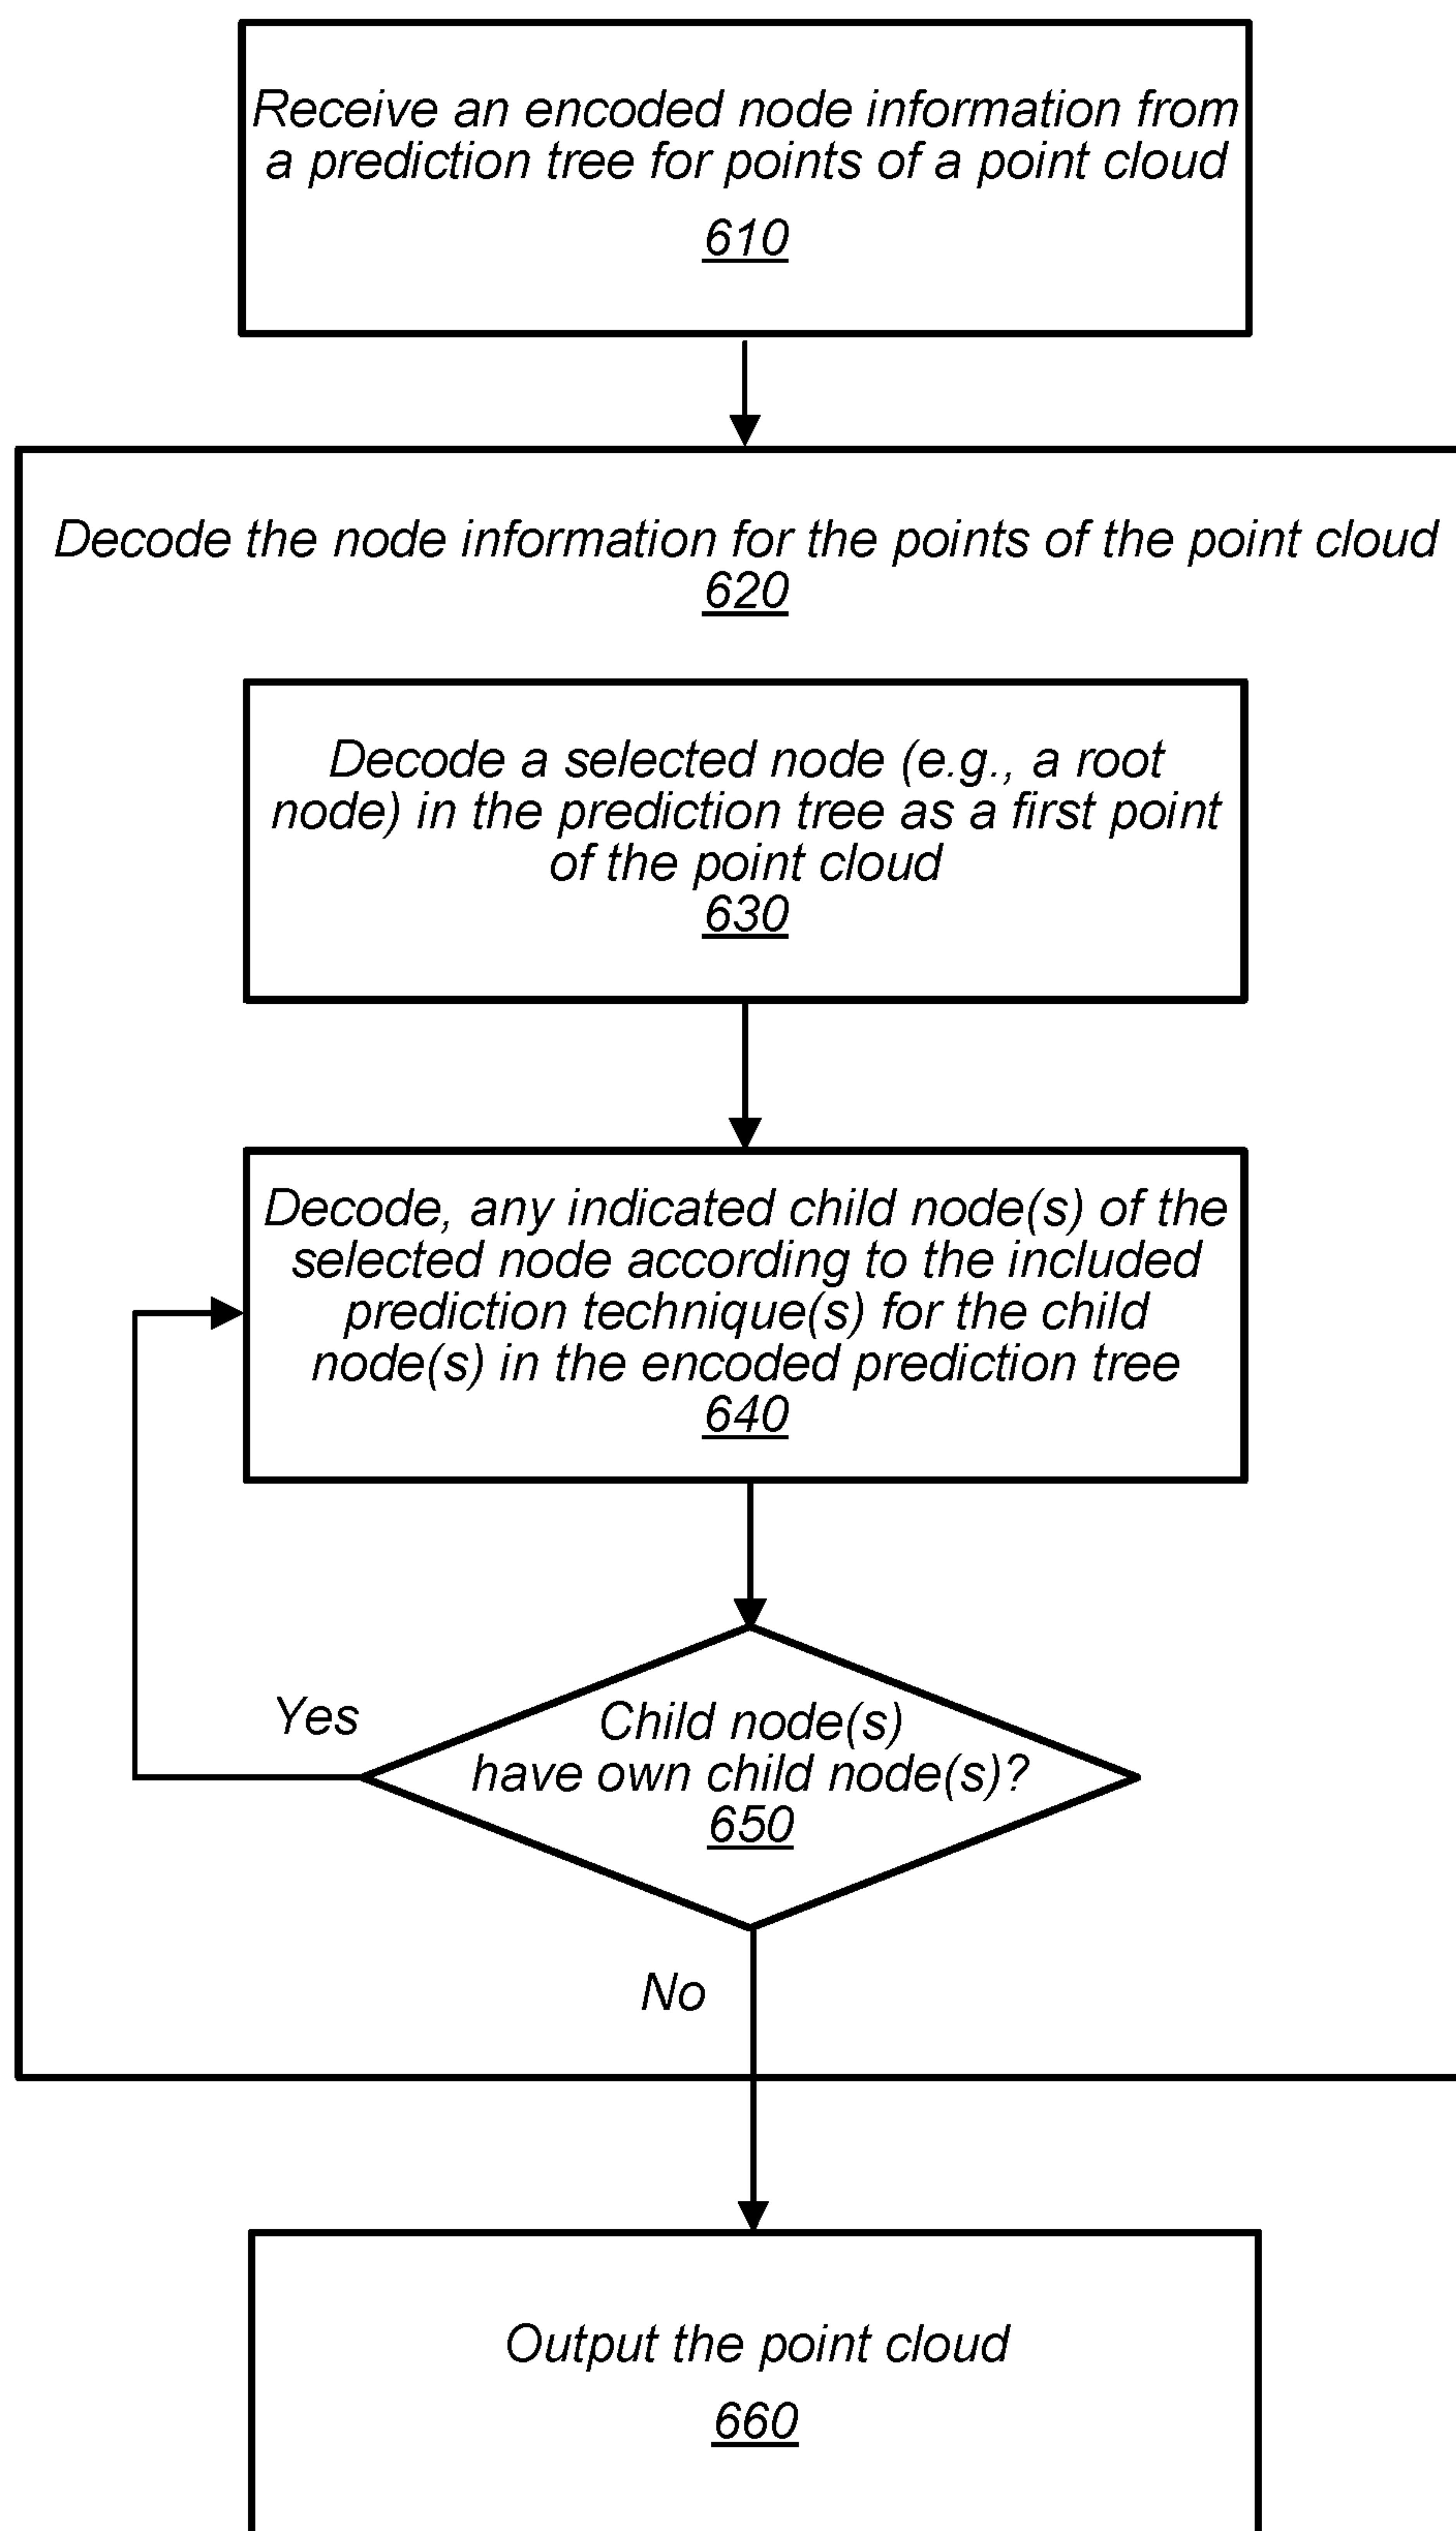 Receive an encoded node information from
a prediction tree for points of a point cloud
610
Decode the node information for the points of the point cloud
620
Decode a selected node (e.g., a root
node) in the prediction tree as a first point
of the point cloud
630
Decode, any indicated child node(s) of the
selected node according to the included
prediction technique(s) for the child
node(s) in the encoded prediction tree
640
Yes
Child node(s)
have own child node(s)?
650
No
Output the point cloud
660